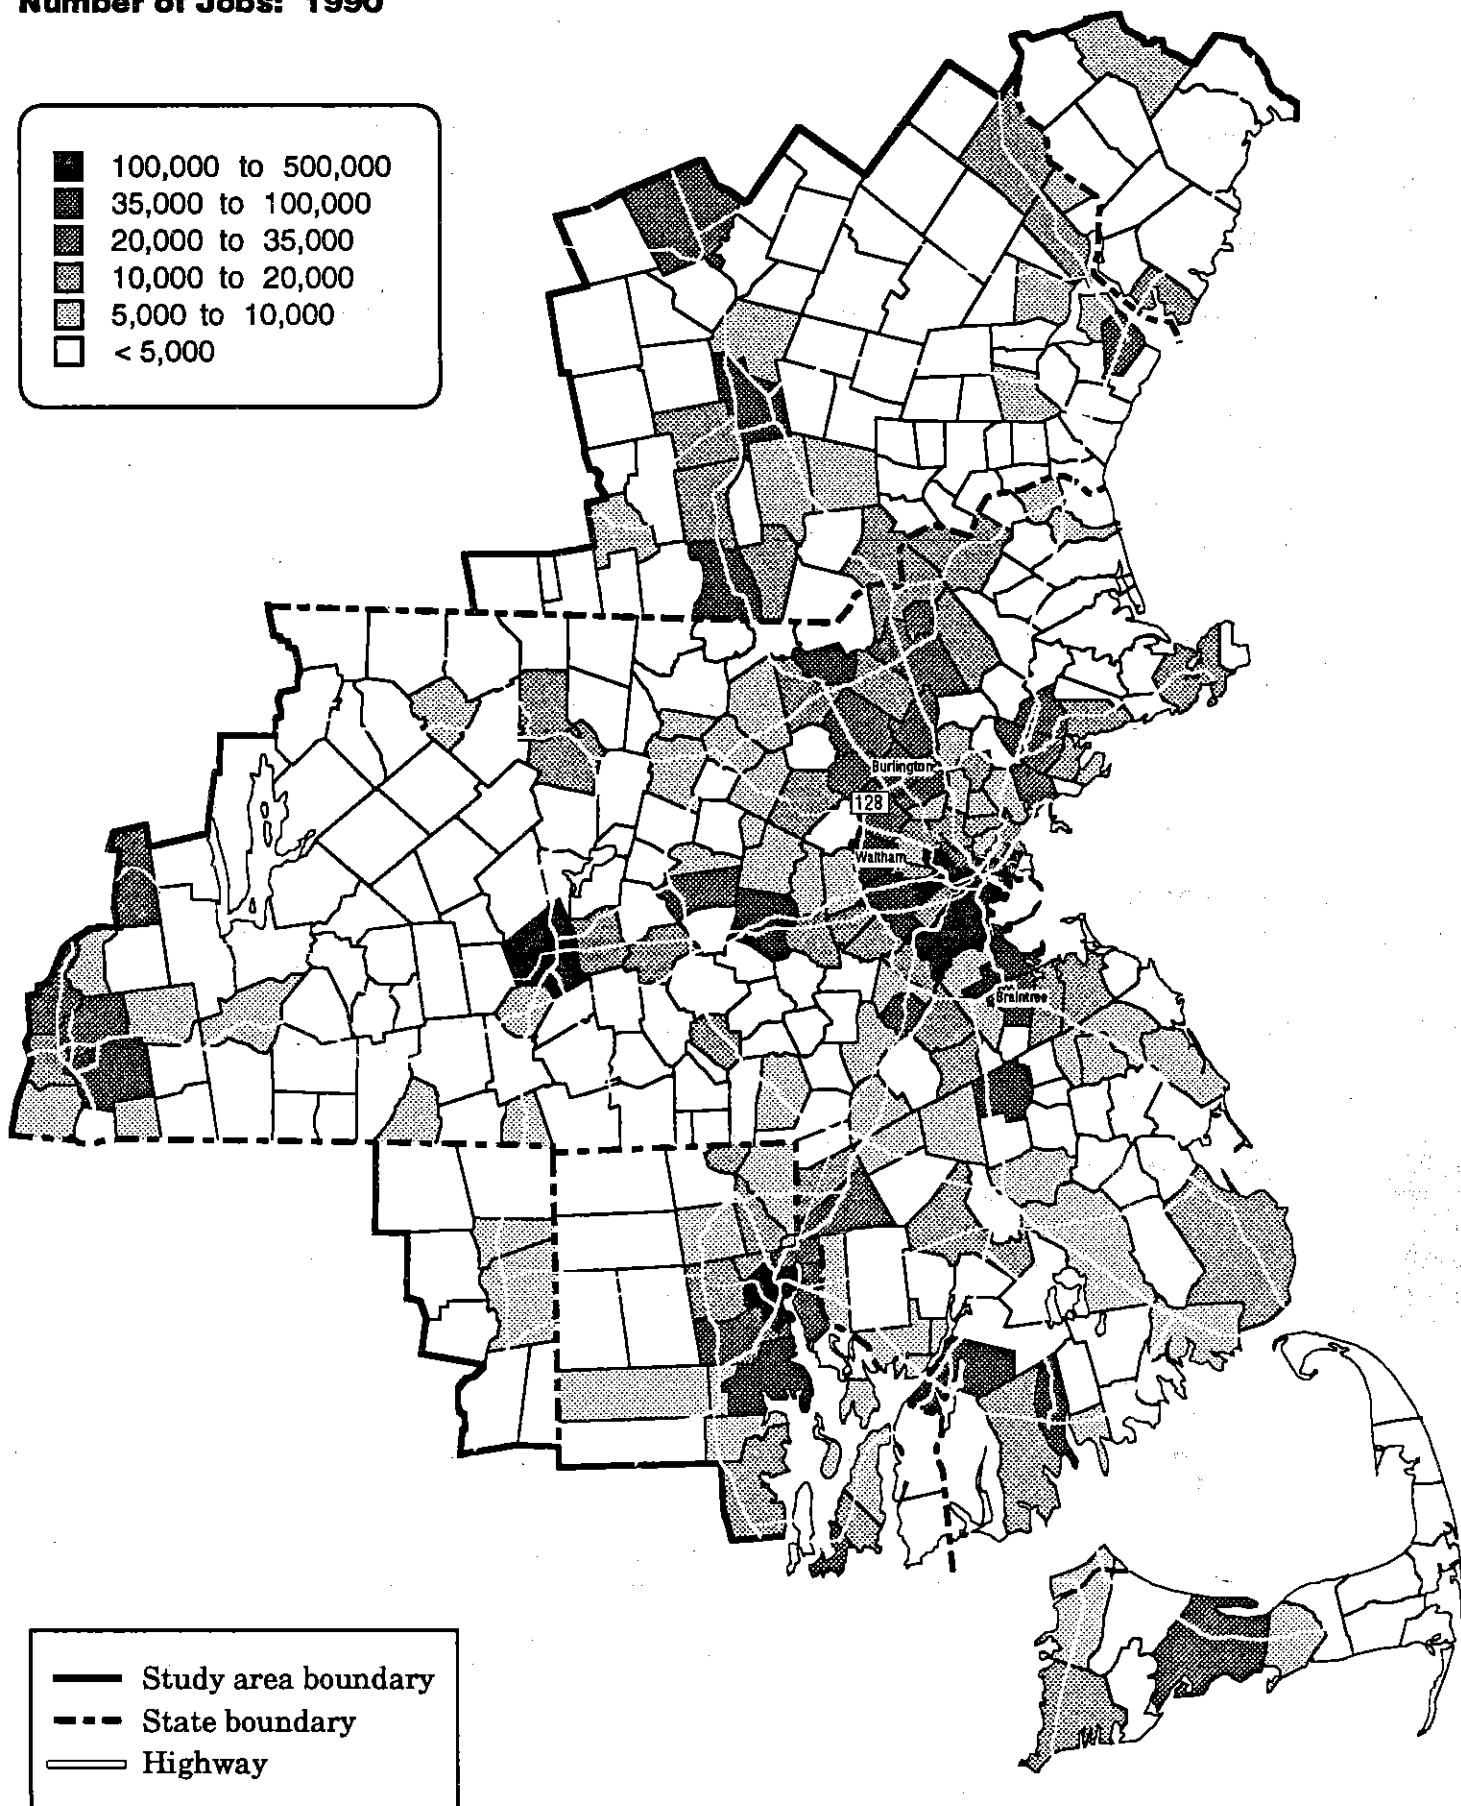 Number of Jobs: 1990
100,000 to 500,000
35,000 to 100,000
20,000 to 35,000
10,000 to 20,000
5,000 to 10,000
< 5,000
Burlington
128
Waltham
Braintree
Study area boundary
State boundary
Highway